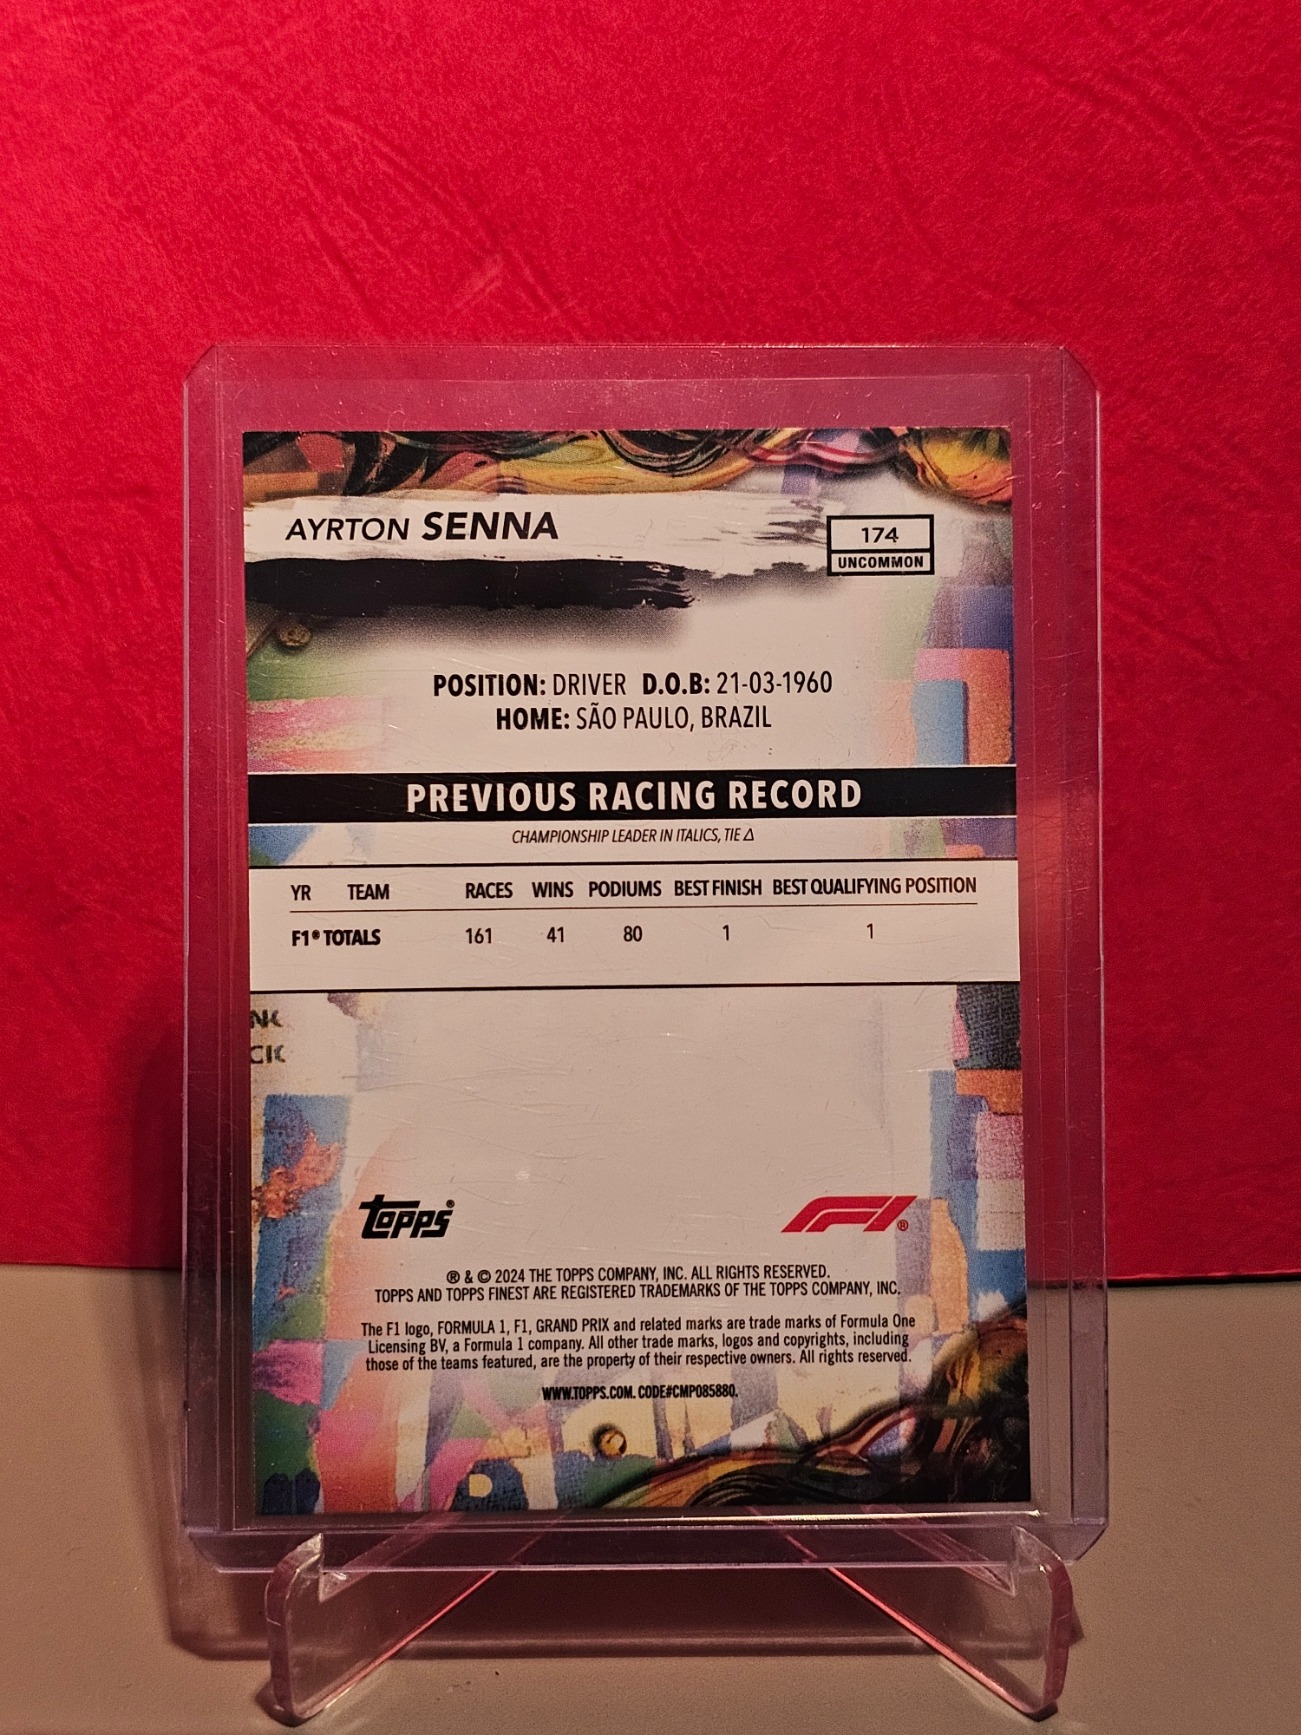 AYRTON SENNA
174
UNCOMMON
POSITION: DRIVER D.O.B: 21-03-1960
HOME: SÃO PAULO, BRAZIL
PREVIOUS RACING RECORD
CHAMPIONSHIP LEADER IN ITALICS, TIE Δ
YR TEAM RACES WINS PODIUMS BEST FINISH BEST QUALIFYING POSITION
F1® TOTALS 161 41 80 1 1
topps®
F1®
® & © 2024 THE TOPPS COMPANY, INC. ALL RIGHTS RESERVED.
TOPPS AND TOPPS FINEST ARE REGISTERED TRADEMARKS OF THE TOPPS COMPANY, INC.
The F1 logo, FORMULA 1, F1, GRAND PRIX and related marks are trade marks of Formula One
Licensing BV, a Formula 1 company. All other trade marks, logos and copyrights, including
those of the teams featured, are the property of their respective owners. All rights reserved.
WWW.TOPPS.COM. CODE#CMP085880.